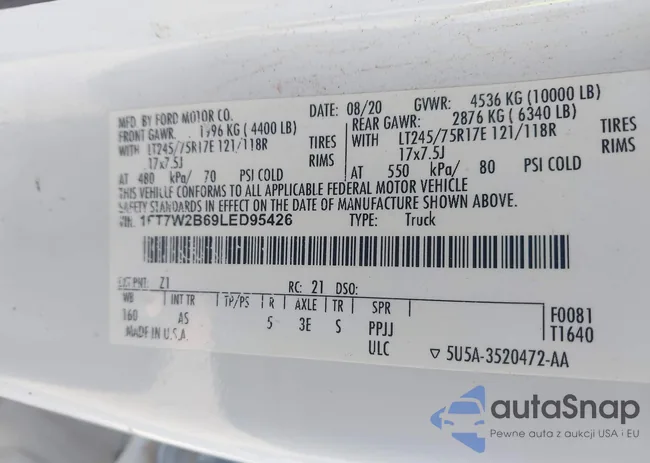 MFD. BY FORD MOTOR CO. DATE: 08/20 GVWR: 4536 KG (10000 LB)
FRONT GAWR: 1996 KG (4400 LB) REAR GAWR: 2876 KG (6340 LB)
WITH LT245/75R17E 121/118R TIRES WITH LT245/75R17E 121/118R TIRES
17x7.5J RIMS 17x7.5J RIMS
AT 480 kPa/ 70 PSI COLD AT 550 kPa/ 80 PSI COLD
THIS VEHICLE CONFORMS TO ALL APPLICABLE FEDERAL MOTOR VEHICLE
SAFETY STANDARDS IN EFFECT ON THE DATE OF MANUFACTURE SHOWN ABOVE.
VIN: 1FT7W2B69LED95426 TYPE: Truck
EXT PNT: Z1 RC: 21 DSO:
WB INT TR TP/PS R AXLE TR SPR F0081
160 AS 5 3E S PPJJ T1640
MADE IN U.S.A. ULC ▽ 5U5A-3520472-AA
autaSnap
Pewne auta z aukcji USA i EU